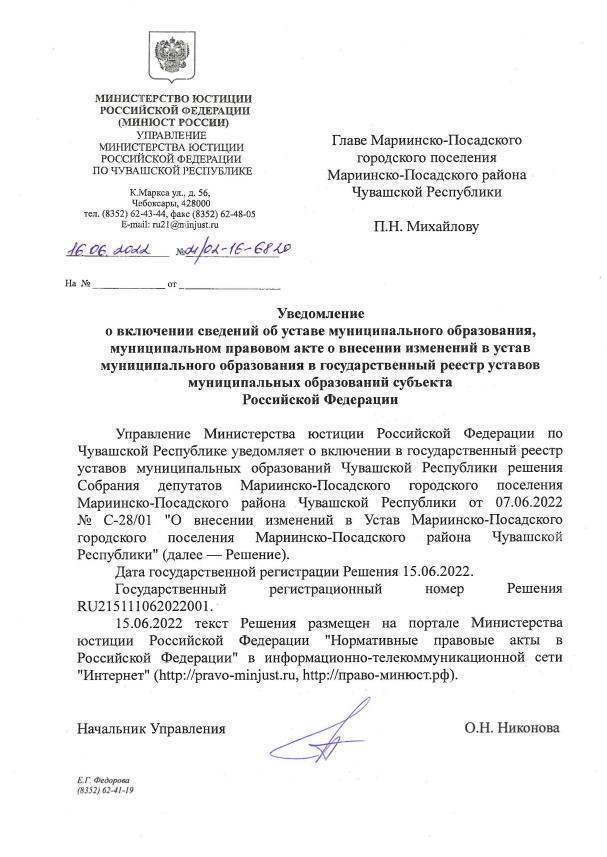 МИНИСТЕРСТВО ЮСТИЦИИ
РОССИЙСКОЙ ФЕДЕРАЦИИ
(МИНЮСТ РОССИИ)
УПРАВЛЕНИЕ
МИНИСТЕРСТВА ЮСТИЦИИ
РОССИЙСКОЙ ФЕДЕРАЦИИ
ПО ЧУВАШСКОЙ РЕСПУБЛИКЕ
К.Маркса ул., д. 56,
Чебоксары, 428000
тел. (8352) 62-43-44, факс (8352) 62-48-05
E-mail: ru21@minjust.ru
16.06.2022 № 21/02-16-6820
На № от
Главе Мариинско-Посадского
городского поселения
Мариинско-Посадского района
Чувашской Республики
П.Н. Михайлову
Уведомление
о включении сведений об уставе муниципального образования,
муниципальном правовом акте о внесении изменений в устав
муниципального образования в государственный реестр уставов
муниципальных образований субъекта
Российской Федерации
Управление Министерства юстиции Российской Федерации по
Чувашской Республике уведомляет о включении в государственный реестр
уставов муниципальных образований Чувашской Республики решения
Собрания депутатов Мариинско-Посадского городского поселения
Мариинско-Посадского района Чувашской Республики от 07.06.2022
№ С-28/01 "О внесении изменений в Устав Мариинско-Посадского
городского поселения Мариинско-Посадского района Чувашской
Республики" (далее — Решение).
Дата государственной регистрации Решения 15.06.2022.
Государственный регистрационный номер Решения
RU215111062022001.
15.06.2022 текст Решения размещен на портале Министерства
юстиции Российской Федерации "Нормативные правовые акты в
Российской Федерации" в информационно-телекоммуникационной сети
"Интернет" (http://pravo-minjust.ru, http://право-минюст.рф).
Начальник Управления О.Н. Никонова
Е.Г. Федорова
(8352) 62-41-19